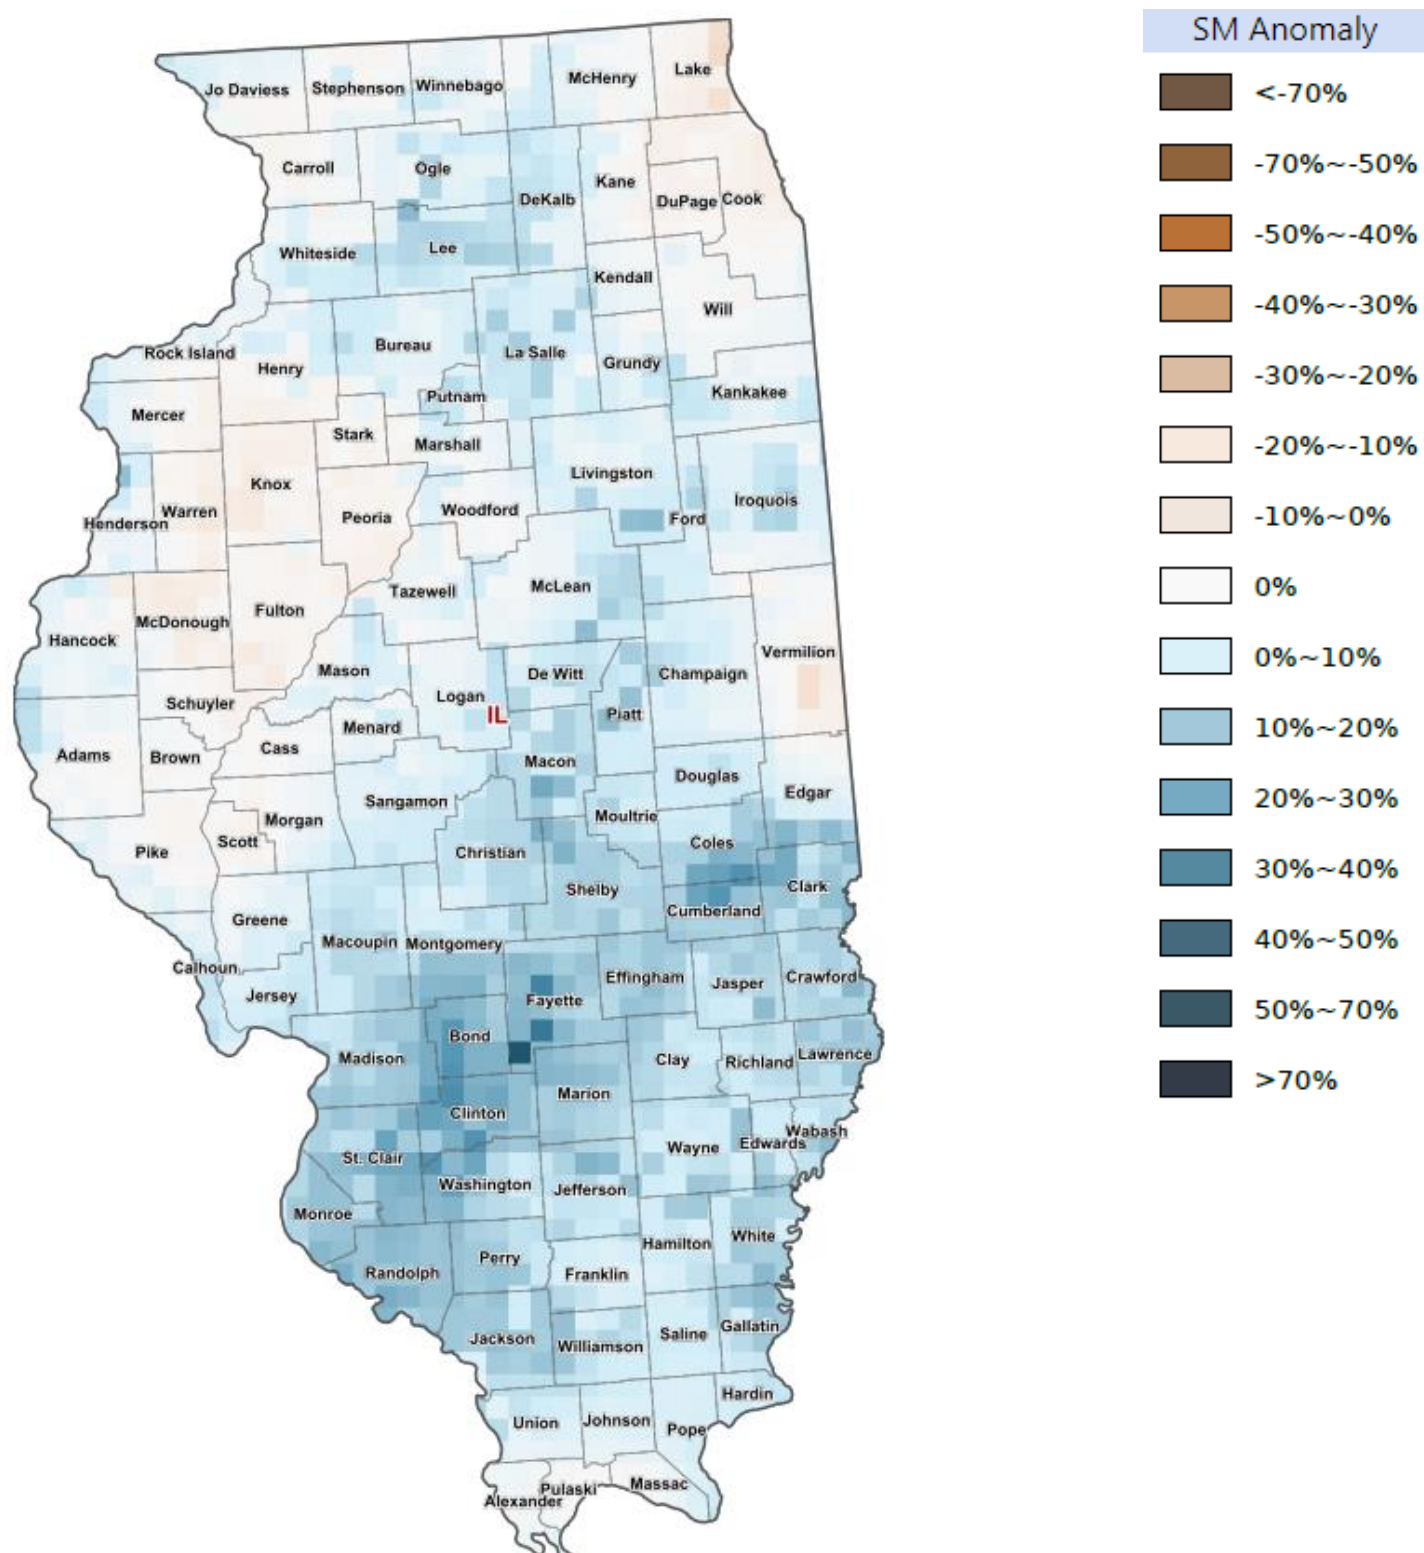 SM Anomaly
<-70%
-70%~-50%
-50%~-40%
-40%~-30%
-30%~-20%
-20%~-10%
-10%~0%
0%
0%~10%
10%~20%
20%~30%
30%~40%
40%~50%
50%~70%
>70%
Jo Daviess
Stephenson
Winnebago
McHenry
Lake
Carroll
Ogle
DeKalb
Kane
DuPage
Cook
Whiteside
Lee
Kendall
Will
Rock Island
Henry
Bureau
La Salle
Grundy
Kankakee
Mercer
Putnam
Stark
Marshall
Livingston
Knox
Warren
Peoria
Woodford
Iroquois
Henderson
Ford
McLean
Tazewell
Fulton
McDonough
Hancock
Mason
Vermilion
De Witt
Champaign
Logan
IL
Schuyler
Piatt
Menard
Cass
Adams
Brown
Macon
Douglas
Edgar
Sangamon
Moultrie
Morgan
Scott
Pike
Christian
Coles
Shelby
Clark
Cumberland
Greene
Macoupin
Montgomery
Calhoun
Jersey
Effingham
Jasper
Crawford
Fayette
Bond
Madison
Clay
Richland
Lawrence
Marion
Clinton
Wabash
Edwards
Wayne
St. Clair
Washington
Jefferson
Monroe
White
Hamilton
Perry
Randolph
Franklin
Gallatin
Saline
Jackson
Williamson
Hardin
Union
Johnson
Pope
Massac
Pulaski
Alexander